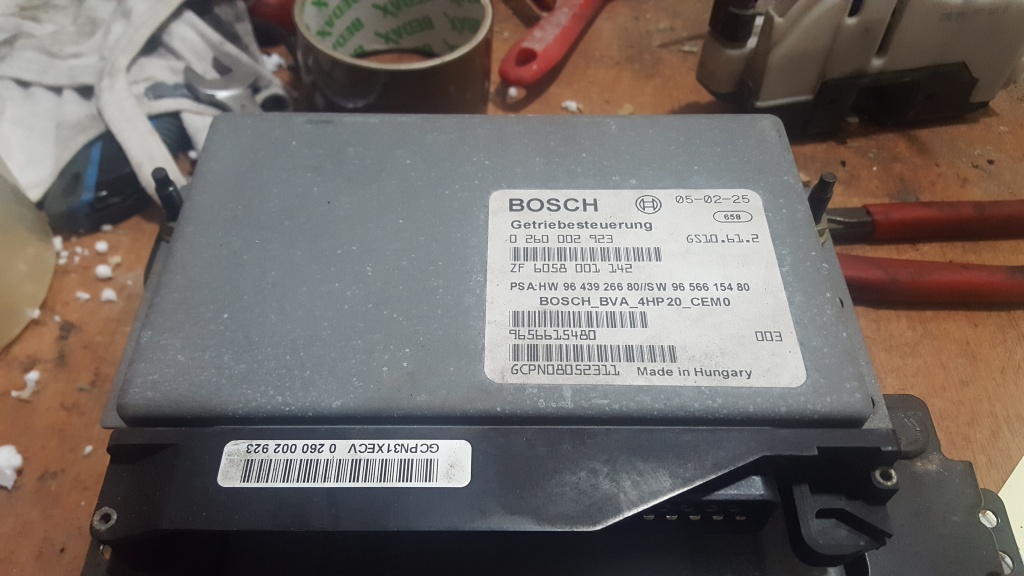 BEDAX BEDAX
BOSCH 05-02-25
658
Getriebesteuerung
0 260 002 923 GS10.61.2
ZF 6058 001 142
PSA:HW 96 439 266 80//SW 96 566 154 80
BOSCH_BVA_4HP20_CEM0
9656615480 003
GCPN08052311 Made in Hungary
GCPN31XECV 0 260 002 923